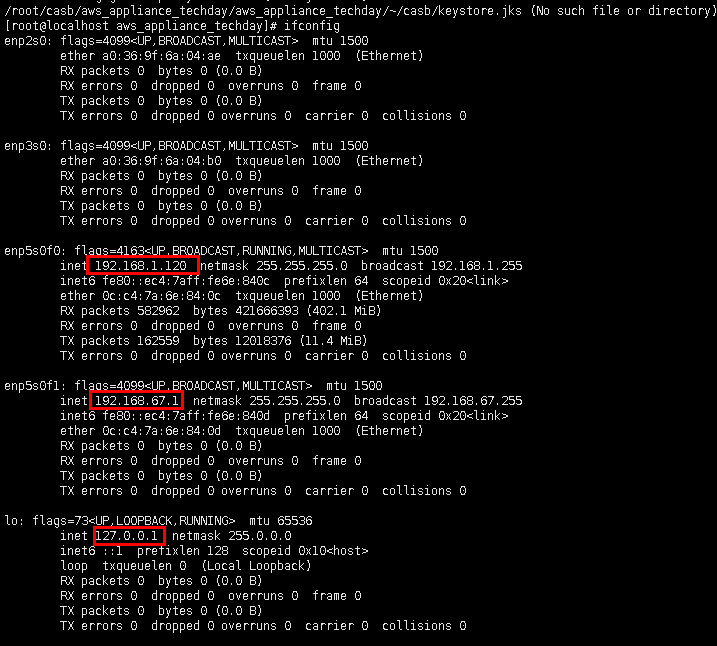 /root/casb/aws_appliance_techday/aws_appliance_techday/~/casb/keystore.jks (No such file or directory)
[root@localhost aws_appliance_techday]# ifconfig
enp2s0: flags=4099<UP,BROADCAST,MULTICAST>  mtu 1500
        ether a0:36:9f:6a:04:ae  txqueuelen 1000  (Ethernet)
        RX packets 0  bytes 0 (0.0 B)
        RX errors 0  dropped 0  overruns 0  frame 0
        TX packets 0  bytes 0 (0.0 B)
        TX errors 0  dropped 0 overruns 0  carrier 0  collisions 0

enp3s0: flags=4099<UP,BROADCAST,MULTICAST>  mtu 1500
        ether a0:36:9f:6a:04:b0  txqueuelen 1000  (Ethernet)
        RX packets 0  bytes 0 (0.0 B)
        RX errors 0  dropped 0  overruns 0  frame 0
        TX packets 0  bytes 0 (0.0 B)
        TX errors 0  dropped 0 overruns 0  carrier 0  collisions 0

enp5s0f0: flags=4163<UP,BROADCAST,RUNNING,MULTICAST>  mtu 1500
        inet 192.168.1.120  netmask 255.255.255.0  broadcast 192.168.1.255
        inet6 fe80::ec4:7aff:fe6e:840c  prefixlen 64  scopeid 0x20<link>
        ether 0c:c4:7a:6e:84:0c  txqueuelen 1000  (Ethernet)
        RX packets 582962  bytes 421666393 (402.1 MiB)
        RX errors 0  dropped 0  overruns 0  frame 0
        TX packets 162559  bytes 12018376 (11.4 MiB)
        TX errors 0  dropped 0 overruns 0  carrier 0  collisions 0

enp5s0f1: flags=4099<UP,BROADCAST,MULTICAST>  mtu 1500
        inet 192.168.67.1  netmask 255.255.255.0  broadcast 192.168.67.255
        inet6 fe80::ec4:7aff:fe6e:840d  prefixlen 64  scopeid 0x20<link>
        ether 0c:c4:7a:6e:84:0d  txqueuelen 1000  (Ethernet)
        RX packets 0  bytes 0 (0.0 B)
        RX errors 0  dropped 0  overruns 0  frame 0
        TX packets 0  bytes 0 (0.0 B)
        TX errors 0  dropped 0 overruns 0  carrier 0  collisions 0

lo: flags=73<UP,LOOPBACK,RUNNING>  mtu 65536
        inet 127.0.0.1  netmask 255.0.0.0
        inet6 ::1  prefixlen 128  scopeid 0x10<host>
        loop  txqueuelen 0  (Local Loopback)
        RX packets 0  bytes 0 (0.0 B)
        RX errors 0  dropped 0  overruns 0  frame 0
        TX packets 0  bytes 0 (0.0 B)
        TX errors 0  dropped 0 overruns 0  carrier 0  collisions 0